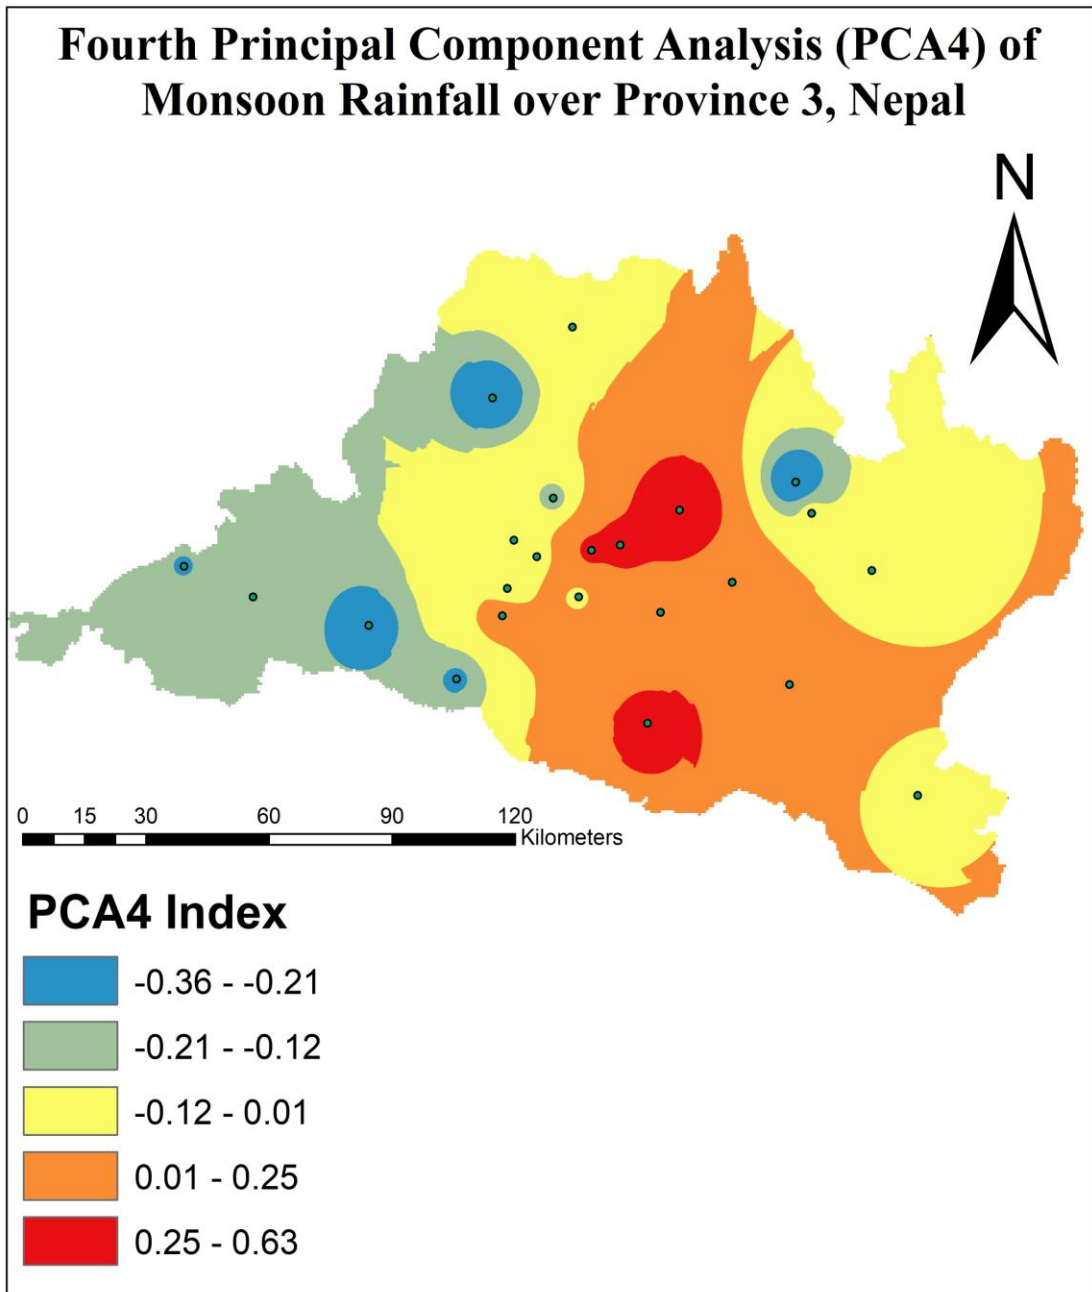 Fourth Principal Component Analysis (PCA4) of
Monsoon Rainfall over Province 3, Nepal
N
0 15 30 60 90 120
Kilometers
PCA4 Index
-0.36 - -0.21
-0.21 - -0.12
-0.12 - 0.01
0.01 - 0.25
0.25 - 0.63